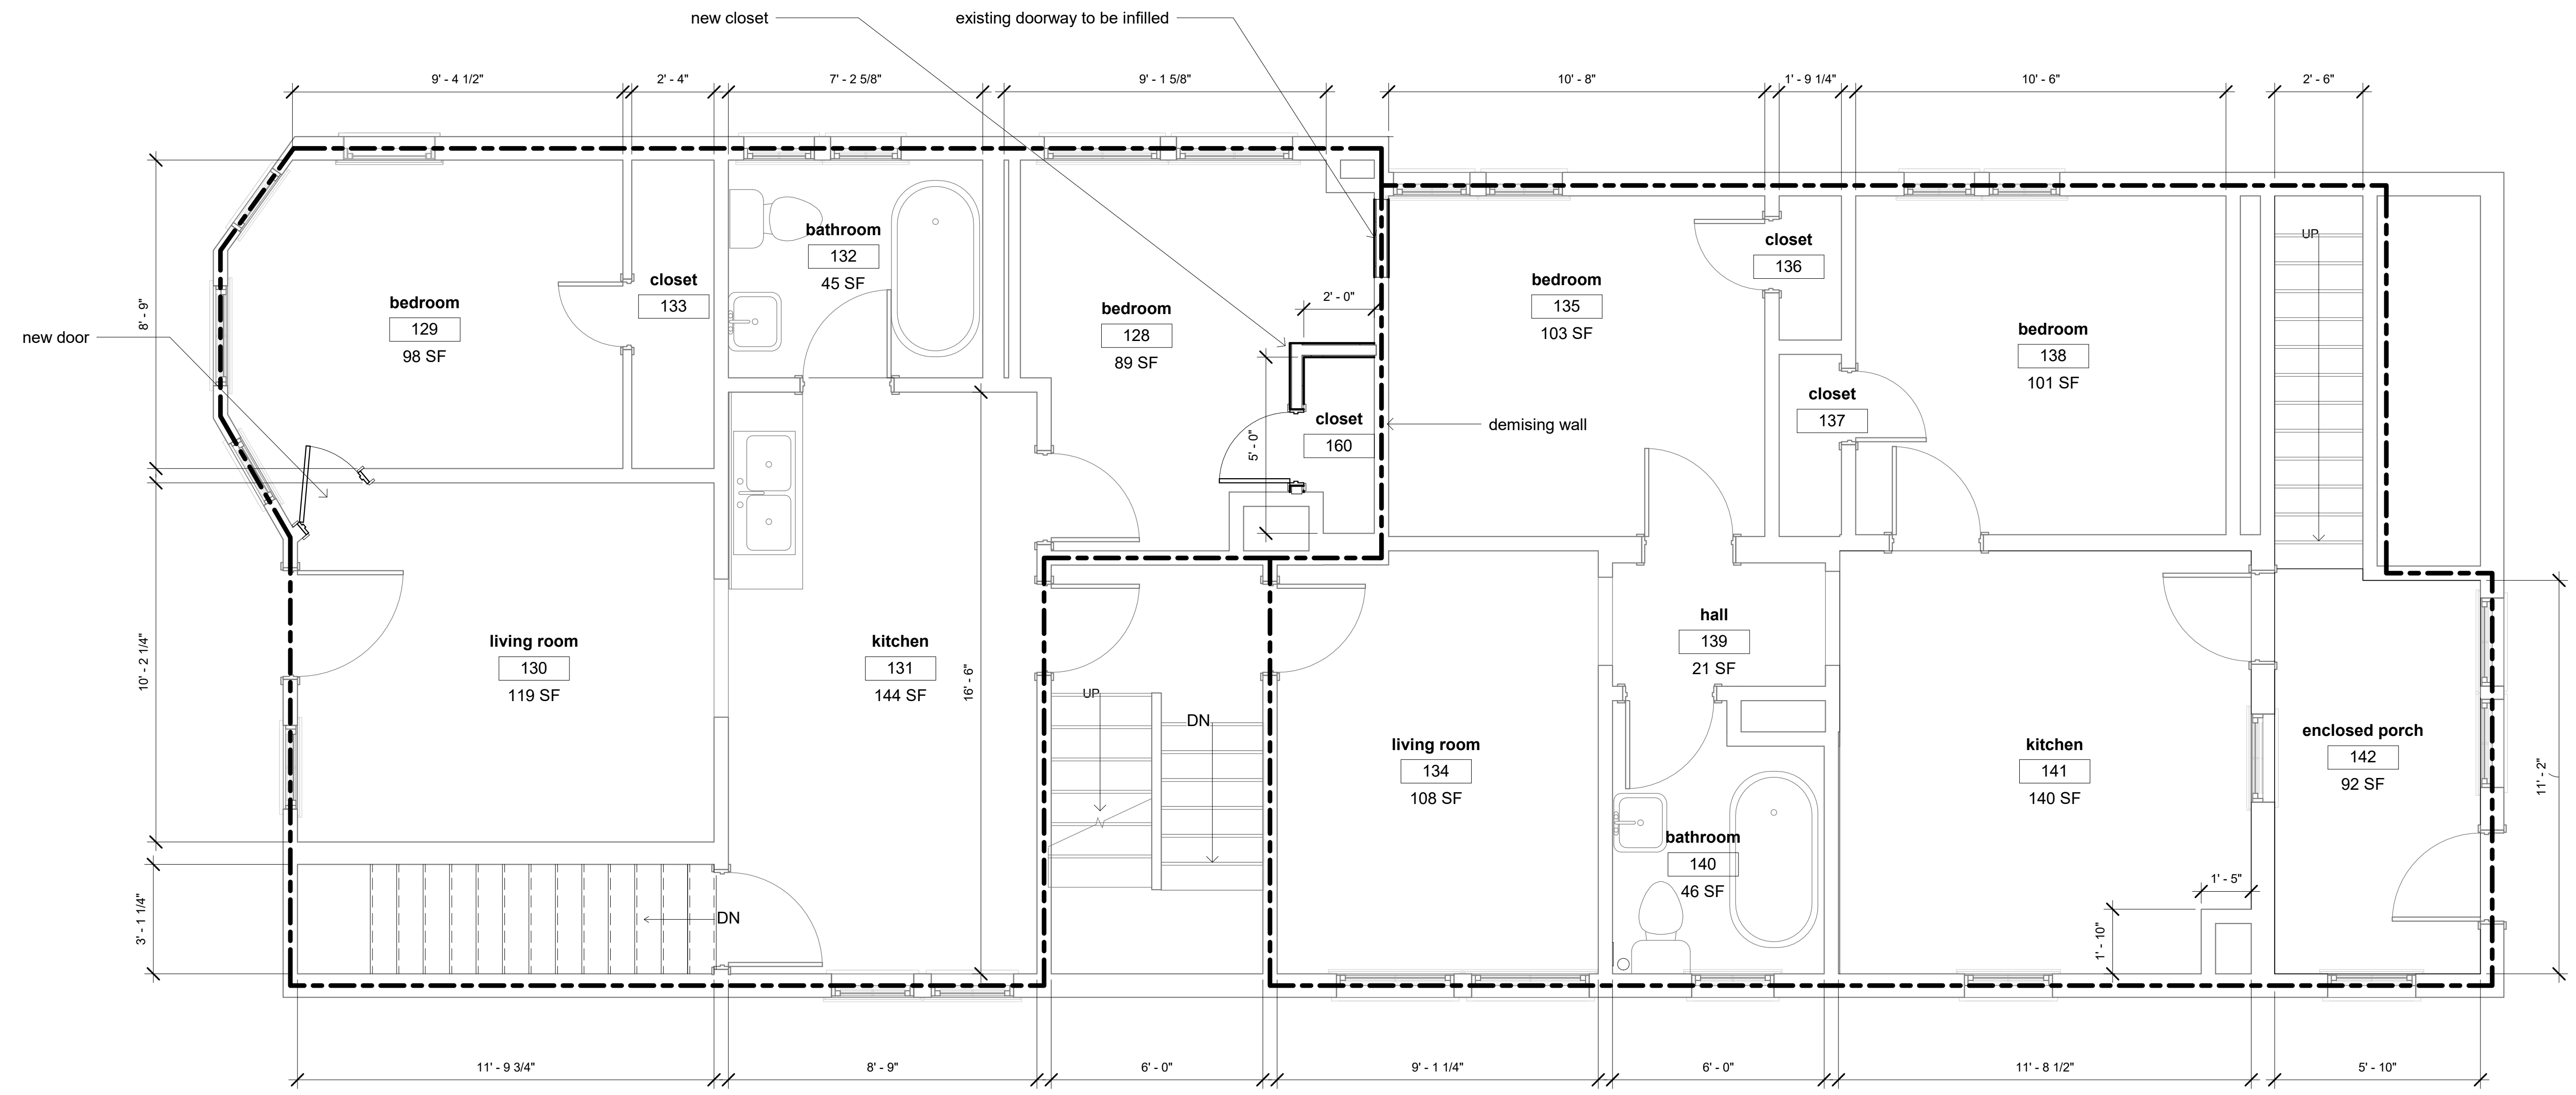 new closet
existing doorway to be infilled
9' - 4 1/2"
2' - 4"
7' - 2 5/8"
9' - 1 5/8"
10' - 8"
1' - 9 1/4"
10' - 6"
2' - 6"
8' - 9"
new door
bedroom
129
98 SF
closet
133
bathroom
132
45 SF
bedroom
128
89 SF
2' - 0"
5' - 0"
closet
160
demising wall
bedroom
135
103 SF
closet
136
closet
137
bedroom
138
101 SF
UP
10' - 2 1/4"
living room
130
119 SF
kitchen
131
144 SF
16' - 6"
UP
DN
living room
134
108 SF
hall
139
21 SF
bathroom
140
46 SF
kitchen
141
140 SF
1' - 5"
1' - 10"
enclosed porch
142
92 SF
11' - 2"
3' - 1 1/4"
DN
11' - 9 3/4"
8' - 9"
6' - 0"
9' - 1 1/4"
6' - 0"
11' - 8 1/2"
5' - 10"